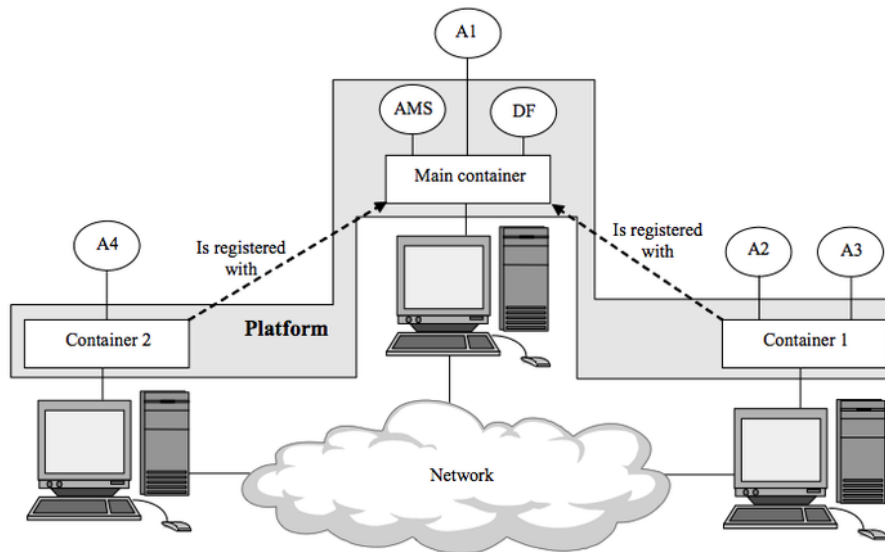 A1
AMS
DF
Main container
Is registered
with
Is registered
with
A4
A2
A3
Container 2
Platform
Container 1
Network